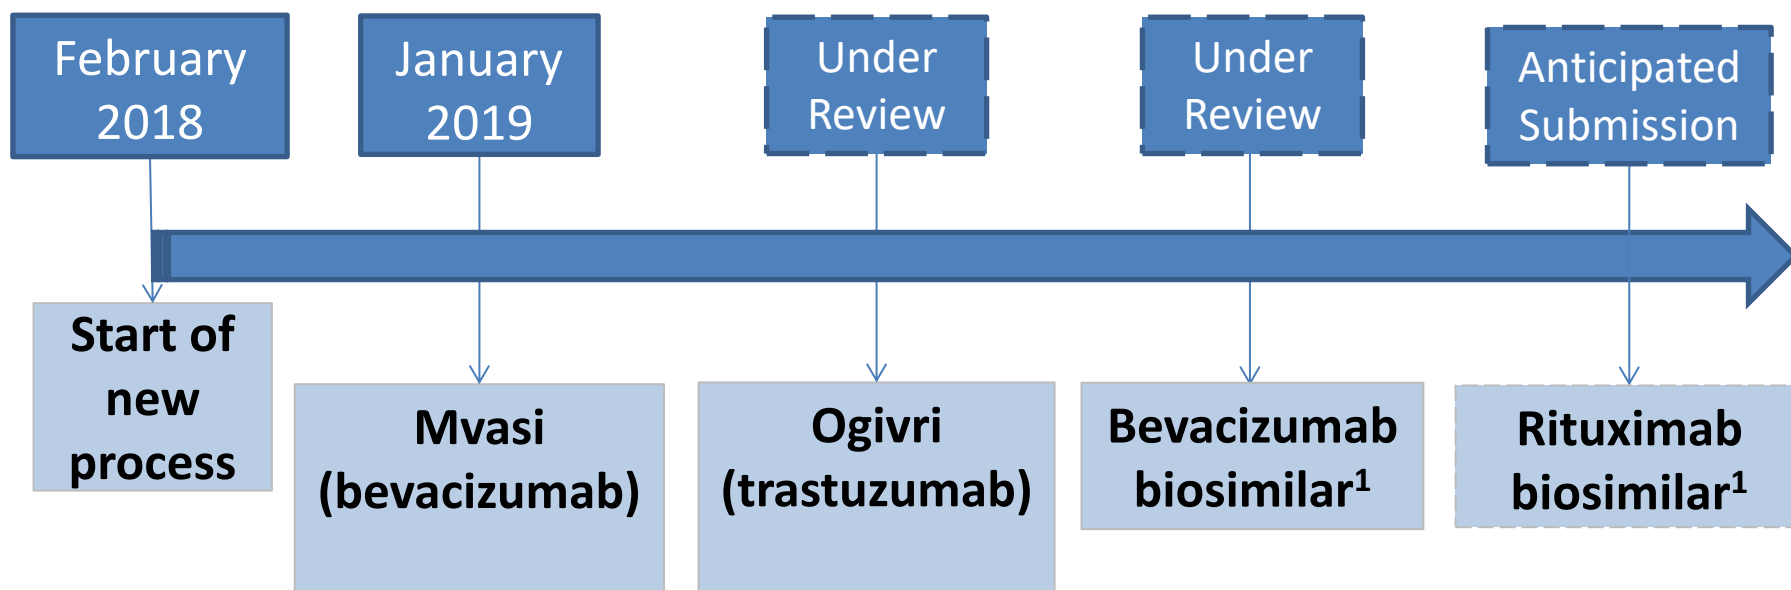 February
2018
January
2019
Under
Review
Under
Review
Anticipated
Submission
Start of
new
process
Mvasi
(bevacizumab)
Ogivri
(trastuzumab)
Bevacizumab
biosimilar¹
Rituximab
biosimilar¹